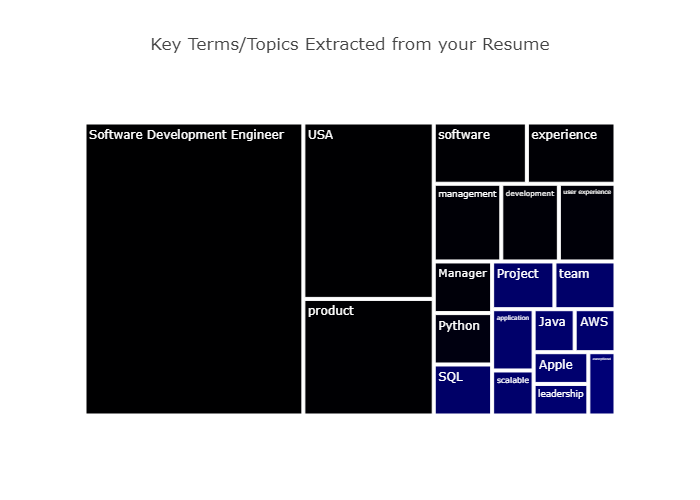 Key Terms/Topics Extracted from your Resume
Software Development Engineer
USA
product
software
experience
management
development
user experience
Manager
Python
SQL
Project
team
application
scalable
Java
AWS
Apple
leadership